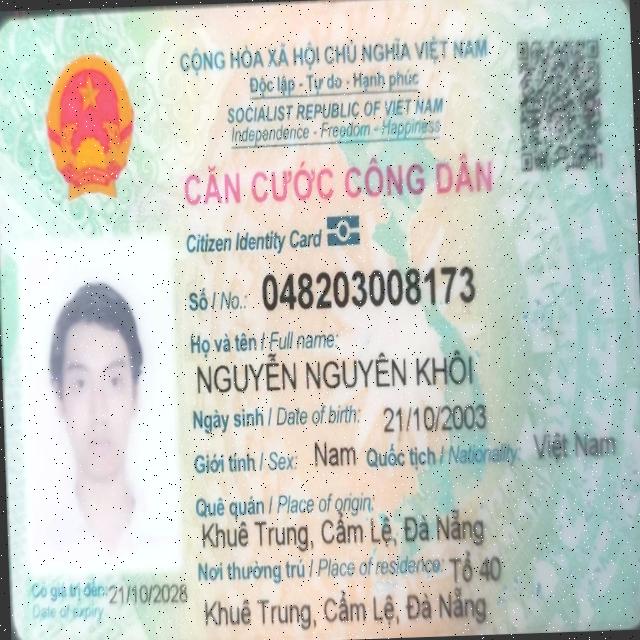 CỘNG HÒA XÃ HỘI CHỦ NGHĨA VIỆT NAM
Độc lập - Tự do - Hạnh phúc
SOCIALIST REPUBLIC OF VIET NAM
Independence - Freedom - Happiness
CĂN CƯỚC CÔNG DÂN
Citizen Identity Card
Số / No.: 048203008173
Họ và tên / Full name:
NGUYỄN NGUYÊN KHÔI
Ngày sinh / Date of birth: 21/10/2003
Giới tính / Sex: Nam Quốc tịch / Nationality: Việt Nam
Quê quán / Place of origin:
Khuê Trung, Cẩm Lệ, Đà Nẵng
Nơi thường trú / Place of residence: Tổ 40
Khuê Trung, Cẩm Lệ, Đà Nẵng
Có giá trị đến: 21/10/2028
Date of expiry